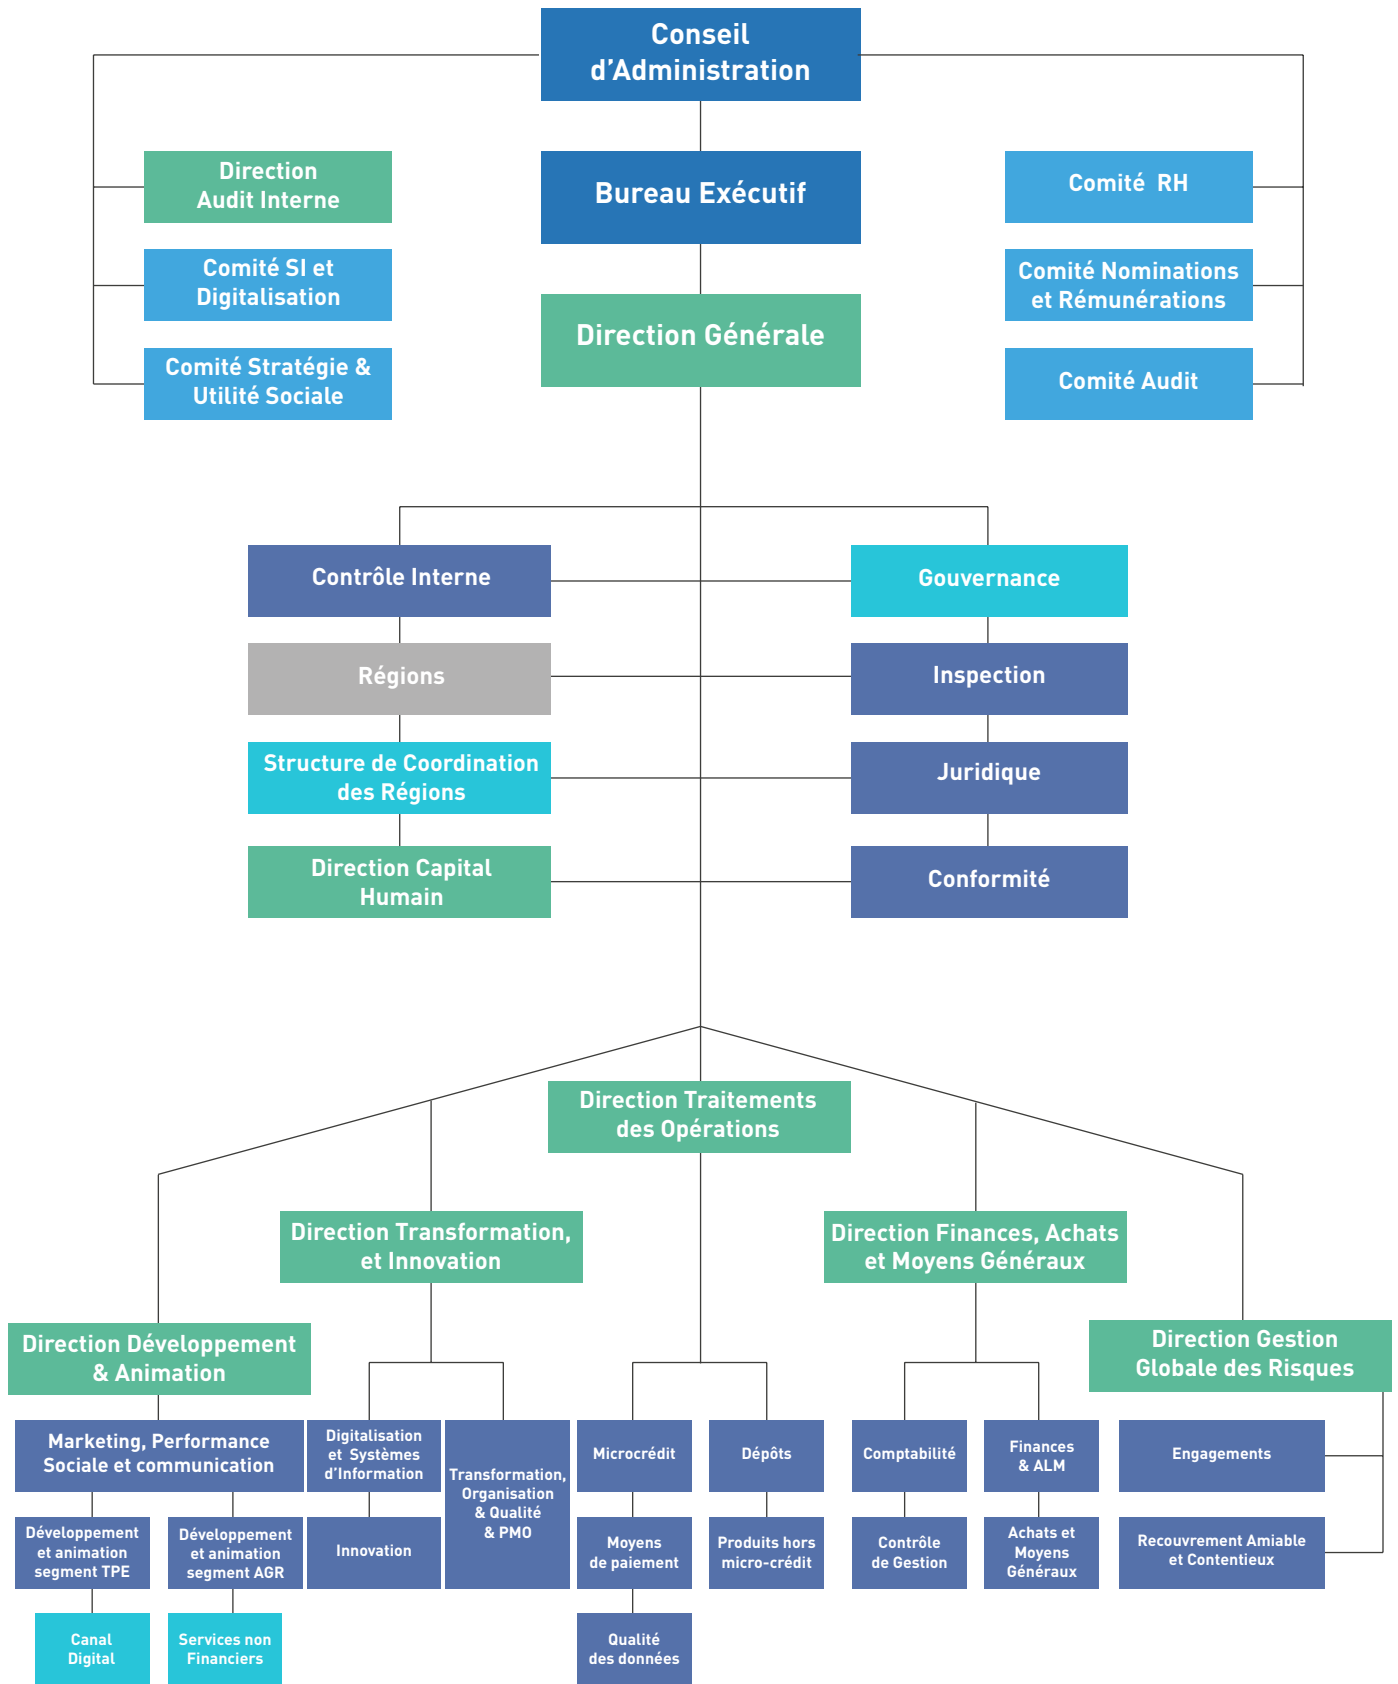 Conseil
d’Administration
Direction
Audit Interne
Bureau Exécutif
Comité  RH
Comité SI et
Digitalisation
Comité Nominations
et Rémunérations
Direction Générale
Comité Stratégie &
Utilité Sociale
Comité Audit
Contrôle Interne
Gouvernance
Régions
Inspection
Structure de Coordination
des Régions
Juridique
Direction Capital
Humain
Conformité
Direction Traitements
des Opérations
Direction Transformation,
et Innovation
Direction Finances, Achats
et Moyens Généraux
Direction Développement
& Animation
Direction Gestion
Globale des Risques
Marketing, Performance
Sociale et communication
Digitalisation
et  Systèmes
d’Information
Transformation,
Organisation
& Qualité
& PMO
Microcrédit
Dépôts
Comptabilité
Finances
& ALM
Engagements
Développement
et animation
segment TPE
Développement
et animation
segment AGR
Innovation
Moyens
de paiement
Produits hors
micro-crédit
Contrôle
de Gestion
Achats et
Moyens
Généraux
Recouvrement Amiable
et Contentieux
Canal
Digital
Services non
Financiers
Qualité
des données